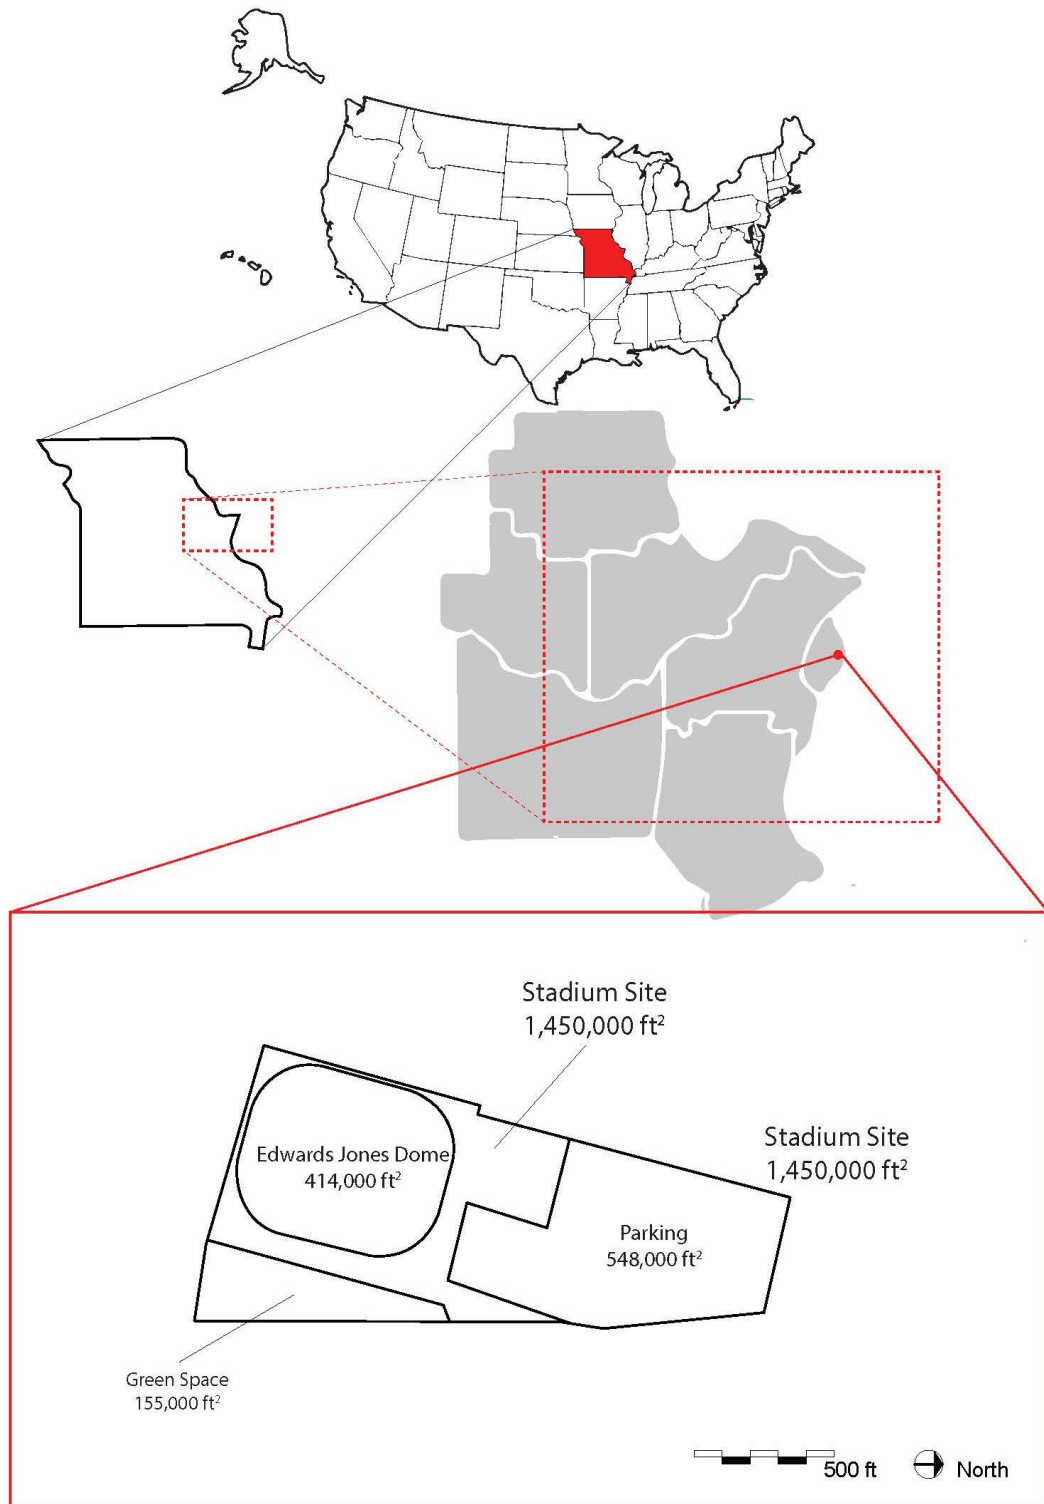 Stadium Site
1,450,000 ft²
Stadium Site
1,450,000 ft²
Edwards Jones Dome
414,000 ft²
Parking
548,000 ft²
Green Space
155,000 ft²
500 ft
North